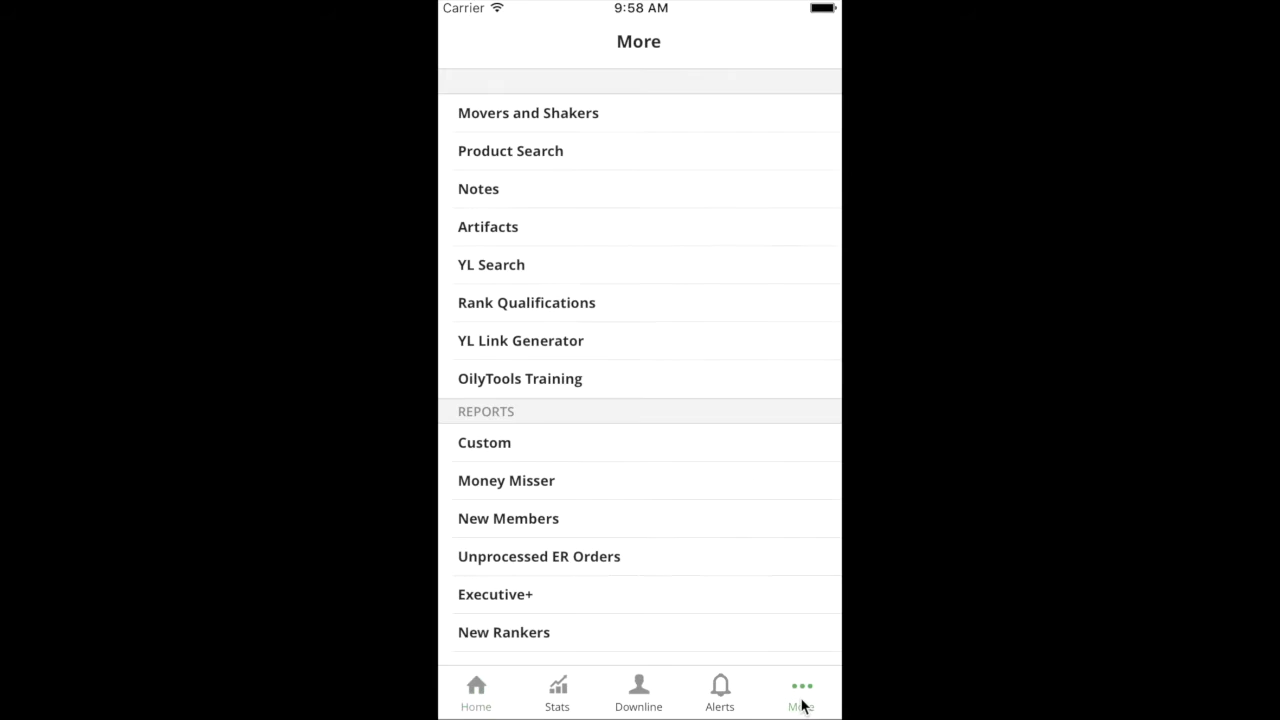 Carrier 9:58 AM
More
Movers and Shakers
Product Search
Notes
Artifacts
YL Search
Rank Qualifications
YL Link Generator
OilyTools Training
REPORTS
Custom
Money Misser
New Members
Unprocessed ER Orders
Executive+
New Rankers
Home Stats Downline Alerts More